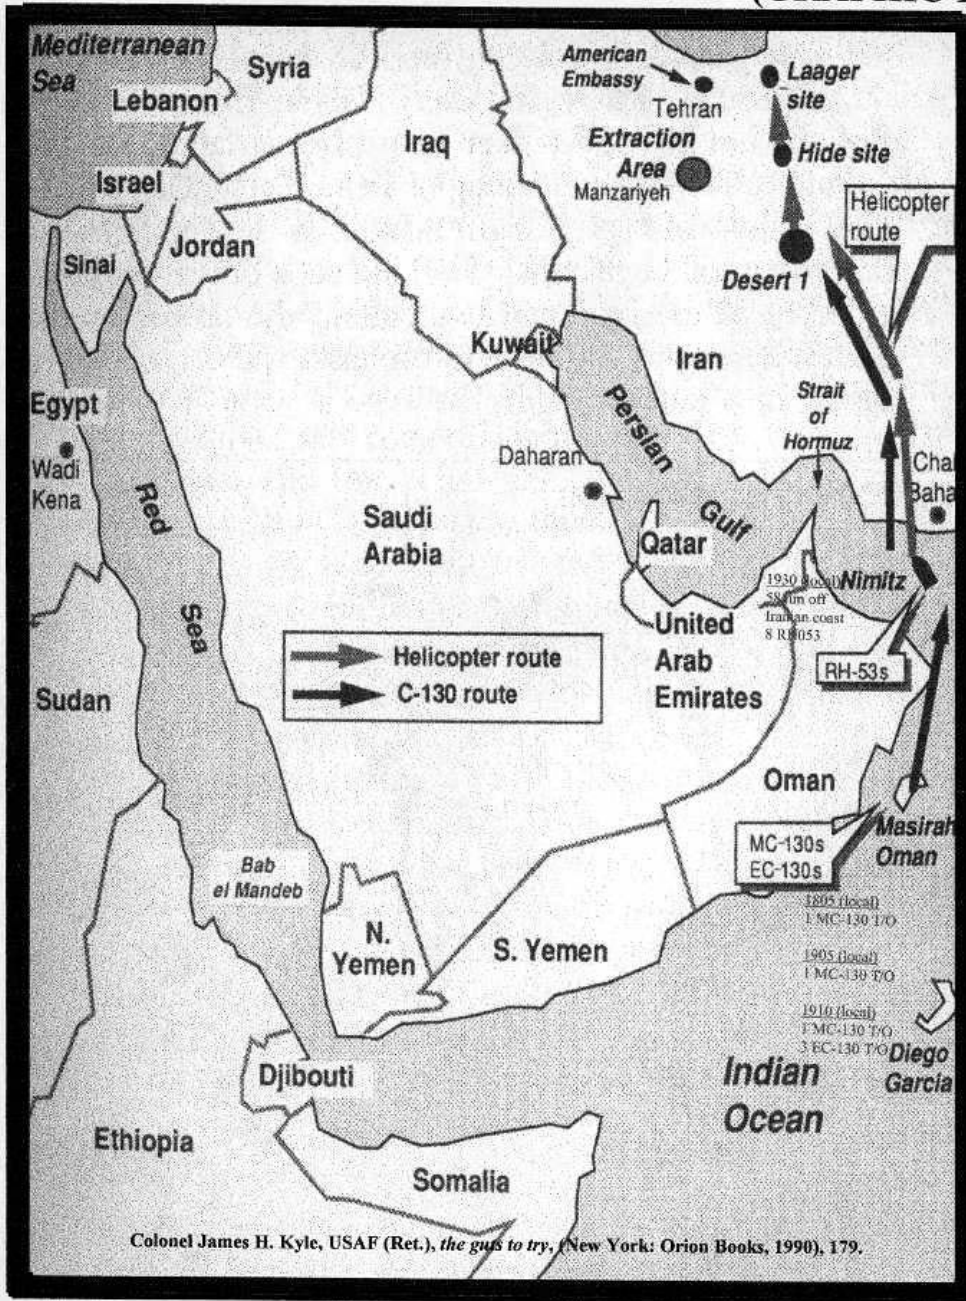 Mediterranean
Sea
Syria
Lebanon
Israel
Iraq
Jordan
Sinai
American
Embassy
Tehran
Laager
site
Extraction
Area
Manzariyeh
Hide site
Helicopter
route
Desert 1
Kuwait
Iran
Persian
Gulf
Strait
of
Hormuz
Egypt
Wadi
Kena
Red
Sea
Daharan
Saudi
Arabia
Qatar
Nimitz
1930 (local)
off
Iranian coast
United
Arab
Emirates
RH-53s
Helicopter route
C-130 route
Sudan
Oman
Masirah
Oman
MC-130s
EC-130s
1805 (local)
1 MC-130 T/O
1905 (local)
1 MC-130 T/O
1910 (local)
1 MC-130 T/O
3 EC-130 T/O
Diego
Garcia
Bab
el Mandeb
N.
Yemen
S. Yemen
Djibouti
Indian
Ocean
Ethiopia
Somalia
Colonel James H. Kyle, USAF (Ret.), the guts to try, (New York: Orion Books, 1990), 179.